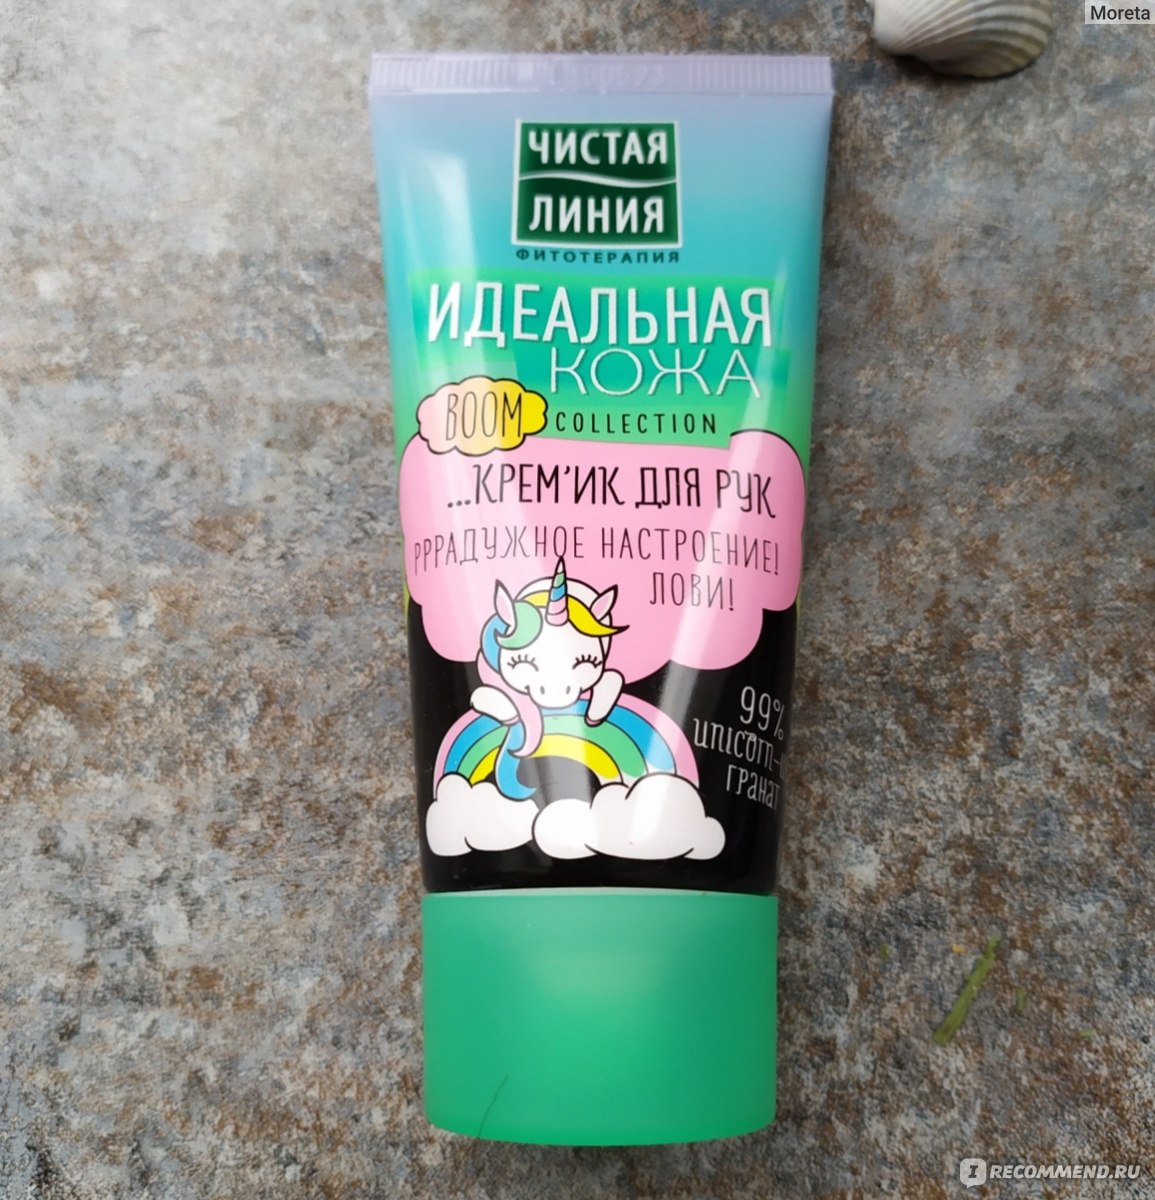 Moreta
ЧИСТАЯ
ЛИНИЯ
ФИТОТЕРАПИЯ
ИДЕАЛЬНАЯ
КОЖА
BOOM COLLECTION
...КРЕМ'ИК ДЛЯ РУК
РРРАДУЖНОЕ НАСТРОЕНИЕ!
ЛОВИ!
99%
unicorn-
гранат
IRECOMMEND.RU